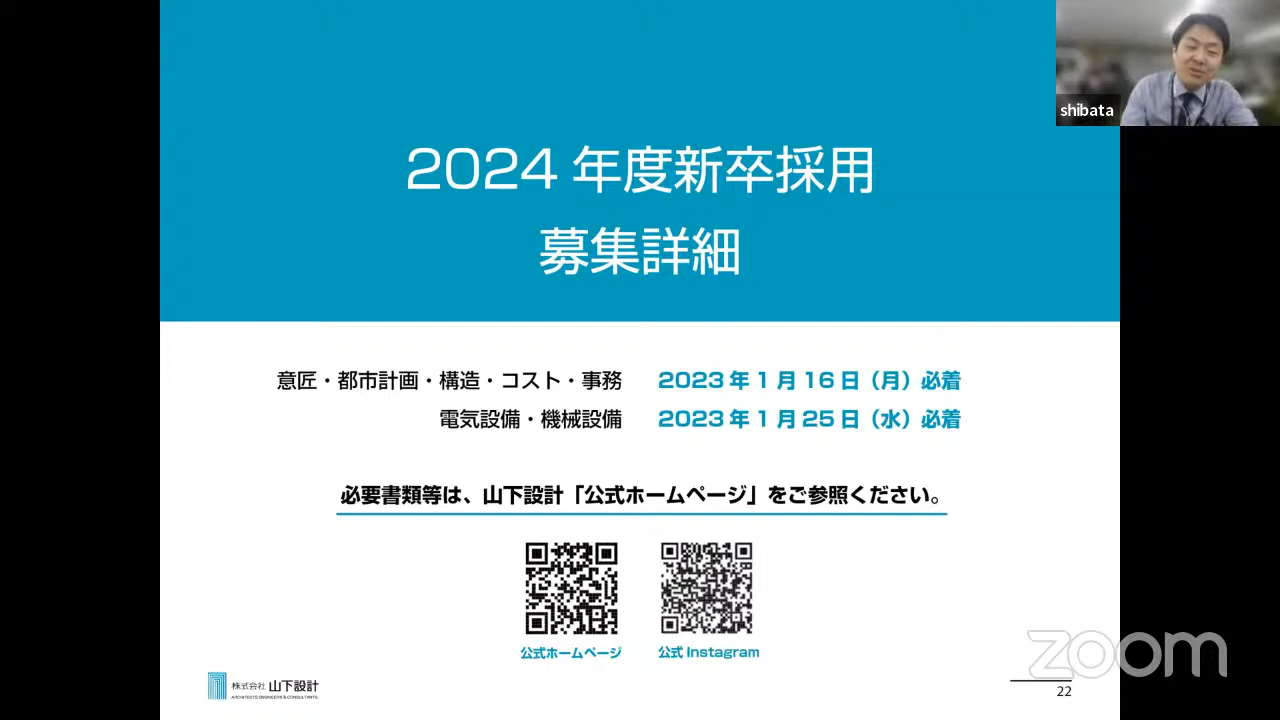 shibata
2024 年度新卒採用
募集詳細
意匠・都市計画・構造・コスト・事務 2023 年 1 月 16 日（月）必着
電気設備・機械設備 2023 年 1 月 25 日（水）必着
必要書類等は、山下設計「公式ホームページ」をご参照ください。
公式ホームページ 公式 Instagram
株式会社 山下設計
ARCHITECTS ENGINEERS & CONSULTANTS
zoom
22